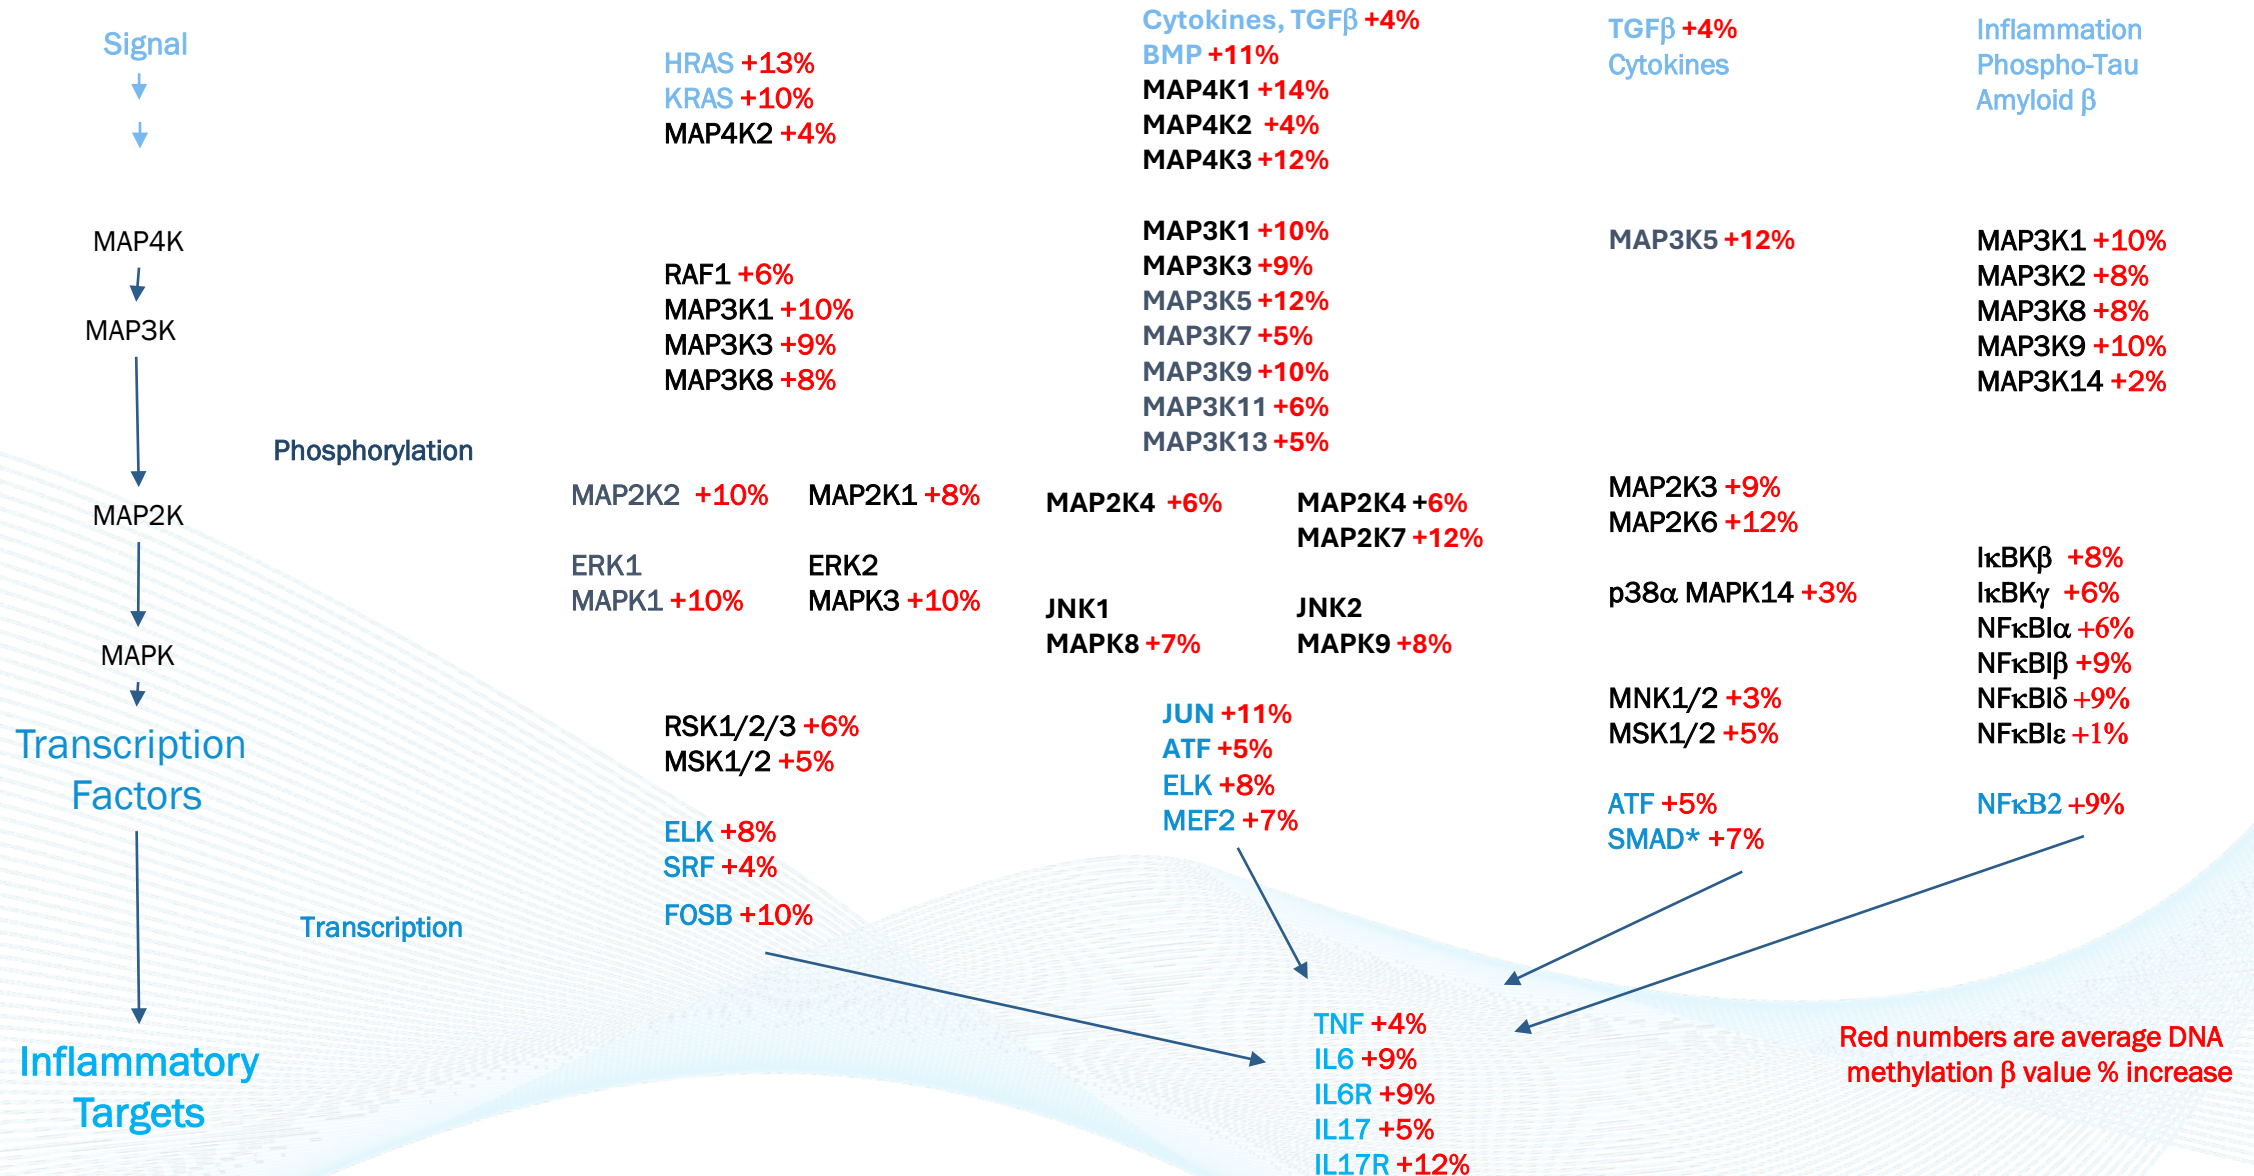 Signal
MAP4K
MAP3K
Phosphorylation
MAP2K
MAPK
Transcription
Factors
Transcription
Inflammatory
Targets
HRAS +13%
KRAS +10%
MAP4K2 +4%
RAF1 +6%
MAP3K1 +10%
MAP3K3 +9%
MAP3K8 +8%
MAP2K2 +10%
ERK1
MAPK1 +10%
MAP2K1 +8%
ERK2
MAPK3 +10%
RSK1/2/3 +6%
MSK1/2 +5%
ELK +8%
SRF +4%
FOSB +10%
Cytokines, TGFβ +4%
BMP +11%
MAP4K1 +14%
MAP4K2 +4%
MAP4K3 +12%
MAP3K1 +10%
MAP3K3 +9%
MAP3K5 +12%
MAP3K7 +5%
MAP3K9 +10%
MAP3K11 +6%
MAP3K13 +5%
MAP2K4 +6%
JNK1
MAPK8 +7%
MAP2K4 +6%
MAP2K7 +12%
JNK2
MAPK9 +8%
JUN +11%
ATF +5%
ELK +8%
MEF2 +7%
TGFβ +4%
Cytokines
MAP3K5 +12%
MAP2K3 +9%
MAP2K6 +12%
p38α MAPK14 +3%
MNK1/2 +3%
MSK1/2 +5%
ATF +5%
SMAD* +7%
Inflammation
Phospho-Tau
Amyloid β
MAP3K1 +10%
MAP3K2 +8%
MAP3K8 +8%
MAP3K9 +10%
MAP3K14 +2%
IκBKβ +8%
IκBKγ +6%
NFκBIα +6%
NFκBIβ +9%
NFκBIδ +9%
NFκBIε +1%
NFκB2 +9%
TNF +4%
IL6 +9%
IL6R +9%
IL17 +5%
IL17R +12%
Red numbers are average DNA
methylation β value % increase